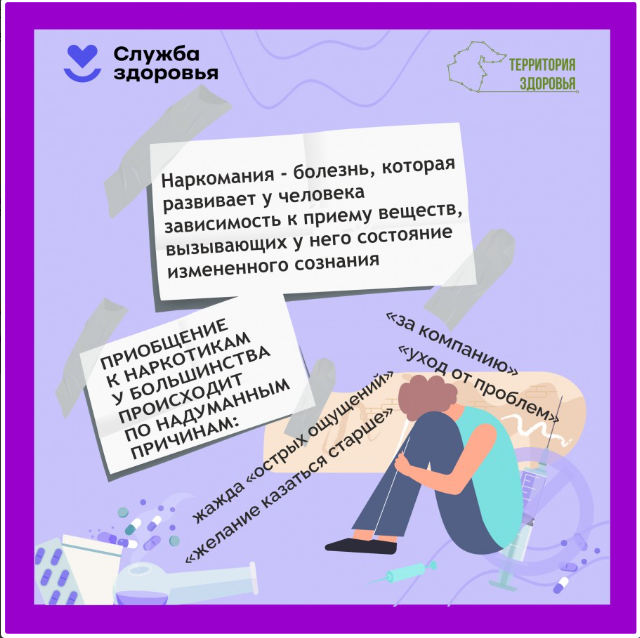 Служба
здоровья
ТЕРРИТОРИЯ
ЗДОРОВЬЯ
Наркомания - болезнь, которая
развивает у человека
зависимость к приему веществ,
вызывающих у него состояние
измененного сознания
ПРИОБЩЕНИЕ
К НАРКОТИКАМ
У БОЛЬШИНСТВА
ПРОИСХОДИТ
ПО НАДУМАННЫМ
ПРИЧИНАМ:
«за компанию»
«уход от проблем»
жажда «острых ощущений»
«желание казаться старше»